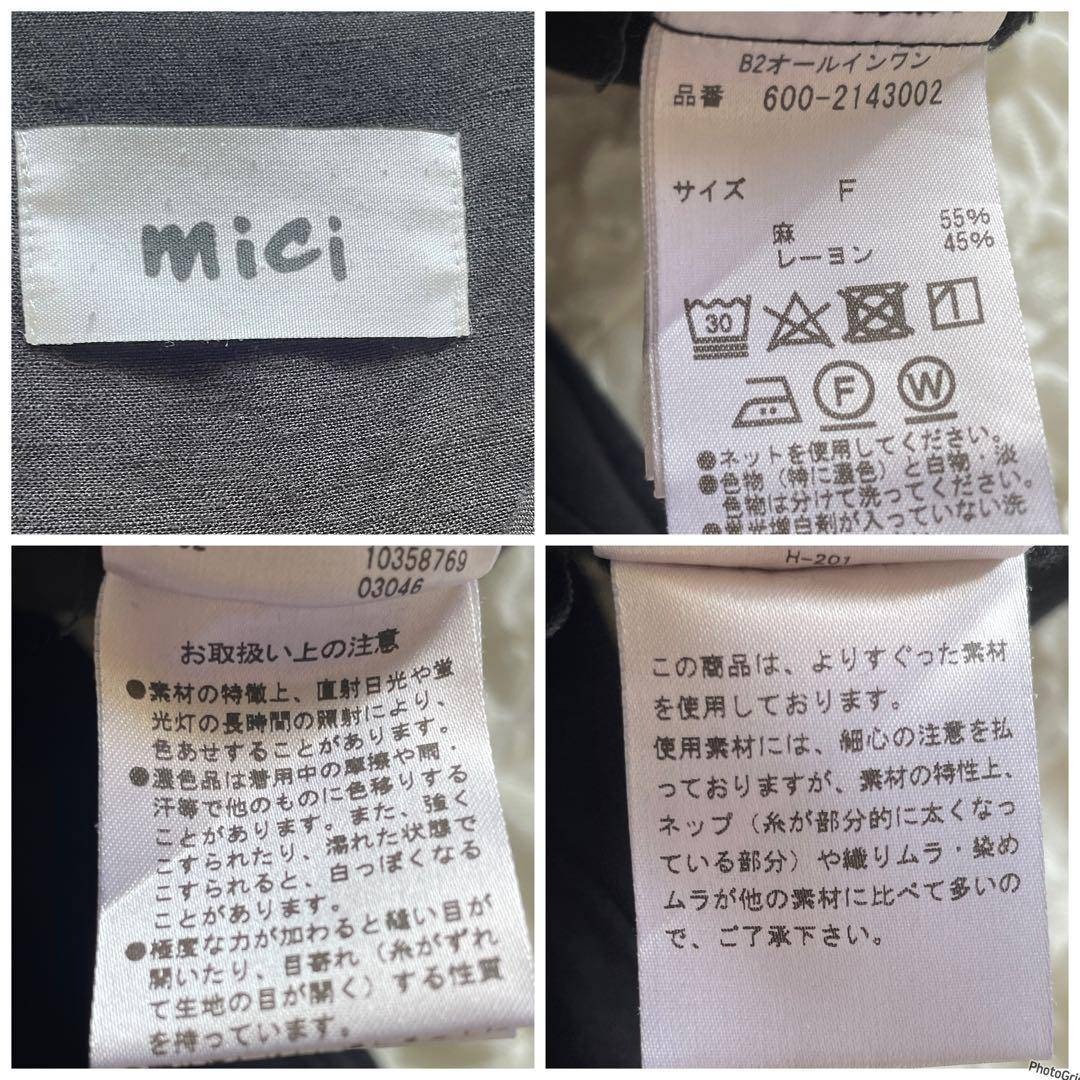 mici
B2オールインワン
品番 600-2143002
サイズ F
麻 55%
レーヨン 45%
30
F
W
●ネットを使用してください。
●色物（特に濃色）と白物・淡
色物は分けて洗ってください。
光増白剤が入っていない洗
10358769
03046
お取扱い上の注意
●素材の特徴上、直射日光や蛍
光灯の長時間の照射により、
色あせすることがあります。
●濃色品は着用中の摩擦や雨・
汗等で他のものに色移りする
ことがあります。また、強く
こすられたり、濡れた状態で
こすられると、白っぽくなる
ことがあります。
●極度な力が加わると縫い目が
開いたり、目寄れ（糸がずれ
て生地の目が開く）する性質
を持っています。
H-201
この商品は、よりすぐった素材
を使用しております。
使用素材には、細心の注意を払
っておりますが、素材の特性上、
ネップ（糸が部分的に太くなっ
ている部分）や織りムラ・染め
ムラが他の素材に比べて多いの
で、ご了承下さい。
PhotoGri